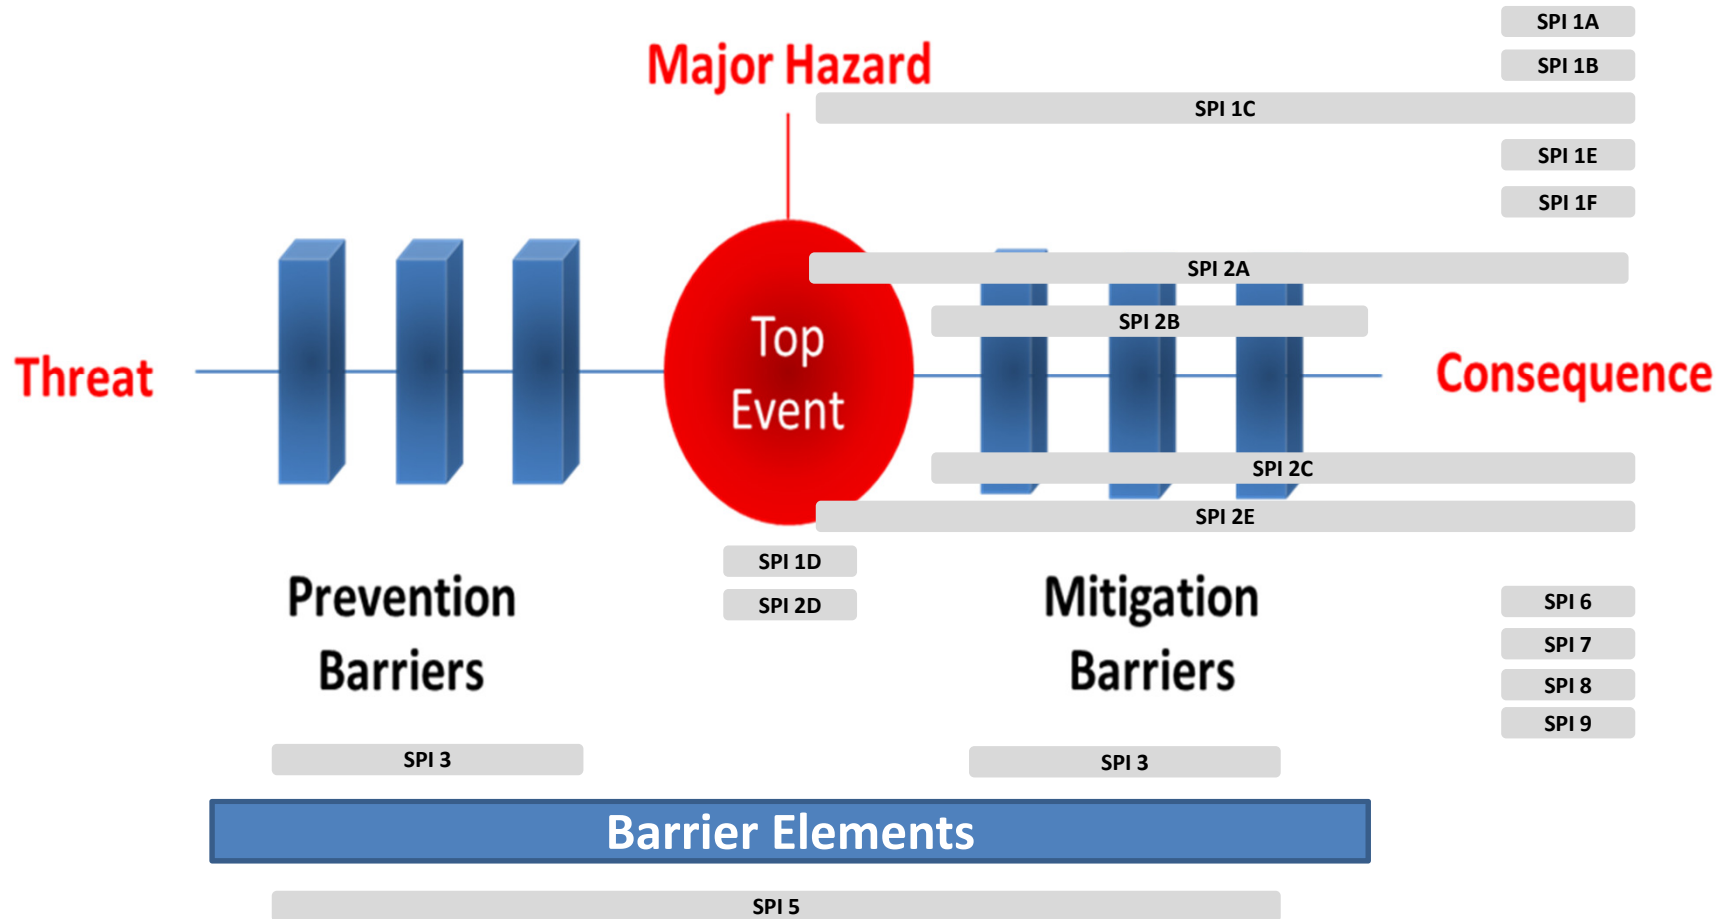 SPI 1A
Major Hazard
SPI 1B
SPI 1C
SPI 1E
SPI 1F
SPI 2A
Top
Event
SPI 2B
Threat
Consequence
SPI 2C
SPI 2E
SPI 1D
SPI 2D
Prevention
Barriers
Mitigation
Barriers
SPI 6
SPI 7
SPI 8
SPI 9
SPI 3
SPI 3
Barrier Elements
SPI 5